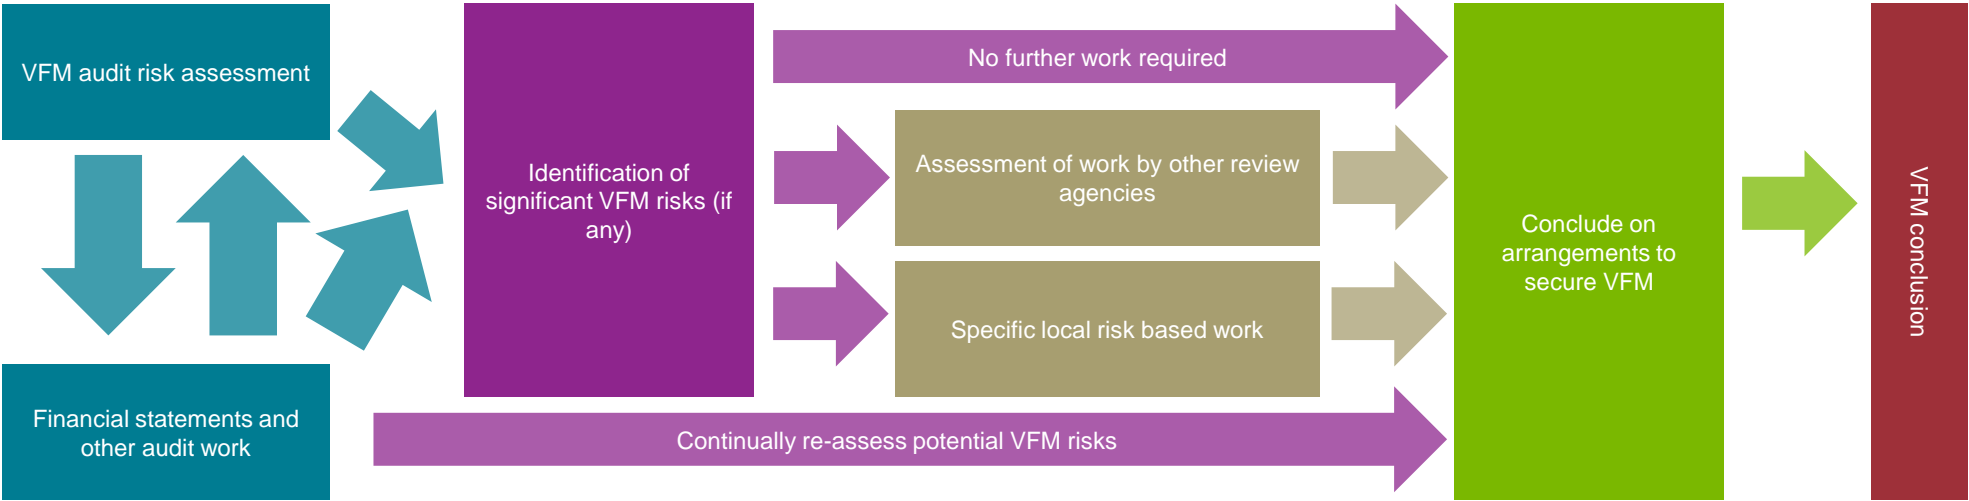 VFM audit risk assessment
Financial statements and
other audit work
Identification of
significant VFM risks (if
any)
No further work required
Assessment of work by other review
agencies
Specific local risk based work
Continually re-assess potential VFM risks
Conclude on
arrangements to
secure VFM
VFM conclusion